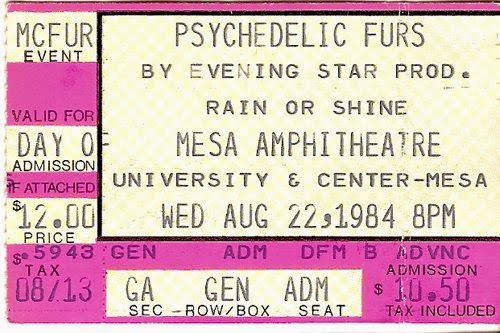 MCFUR
EVENT
VALID FOR
DAY O
ADMISSION
IF ATTACHED
$12.00
PRICE
$.5943
TAX
08/13
PSYCHEDELIC FURS
BY EVENING STAR PROD.
RAIN OR SHINE
MESA AMPHITHEATRE
UNIVERSITY & CENTER-MESA
WED AUG 22,1984 8PM
GEN ADM DFM B ADVNC
GA GEN ADM
SEC ROW/BOX SEAT
ADMISSION
$ 10.50
TAX INCLUDED